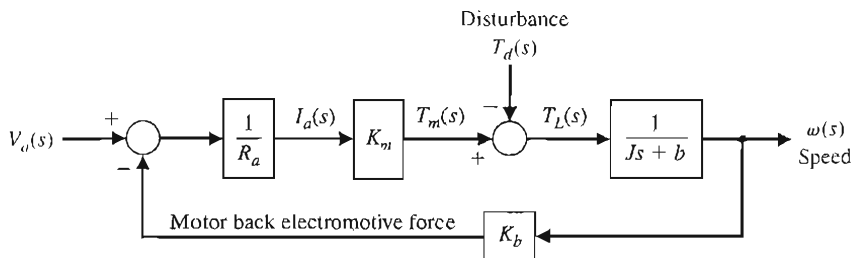 Disturbance
T_d(s)
+
−
V_a(s)
−
1
R_a
I_a(s)
K_m
T_m(s)
+
T_L(s)
1
Js + b
ω(s)
Speed
Motor back electromotive force
K_b